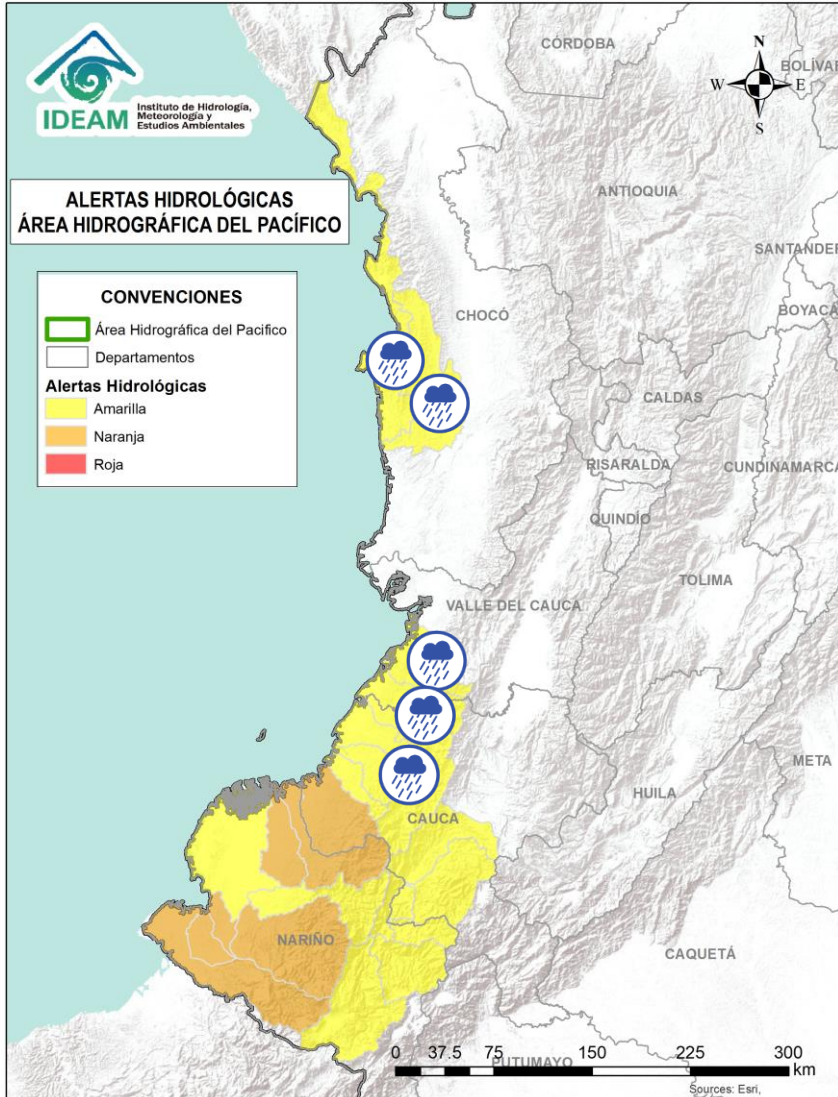 IDEAM
Instituto de Hidrología,
Meteorología y
Estudios Ambientales
ALERTAS HIDROLÓGICAS
ÁREA HIDROGRÁFICA DEL PACÍFICO
CONVENCIONES
Área Hidrográfica del Pacifico
Departamentos
Alertas Hidrológicas
Amarilla
Naranja
Roja
N
W
E
S
CÓRDOBA
BOLÍVAR
ANTIOQUIA
SANTANDER
BOYACÁ
CHOCÓ
CALDAS
RISARALDA
CUNDINAMARCA
QUINDÍO
TOLIMA
VALLE DEL CAUCA
META
HUILA
CAUCA
NARIÑO
CAQUETÁ
PUTUMAYO
0 37.5 75 150 225 300
km
Sources: Esri,